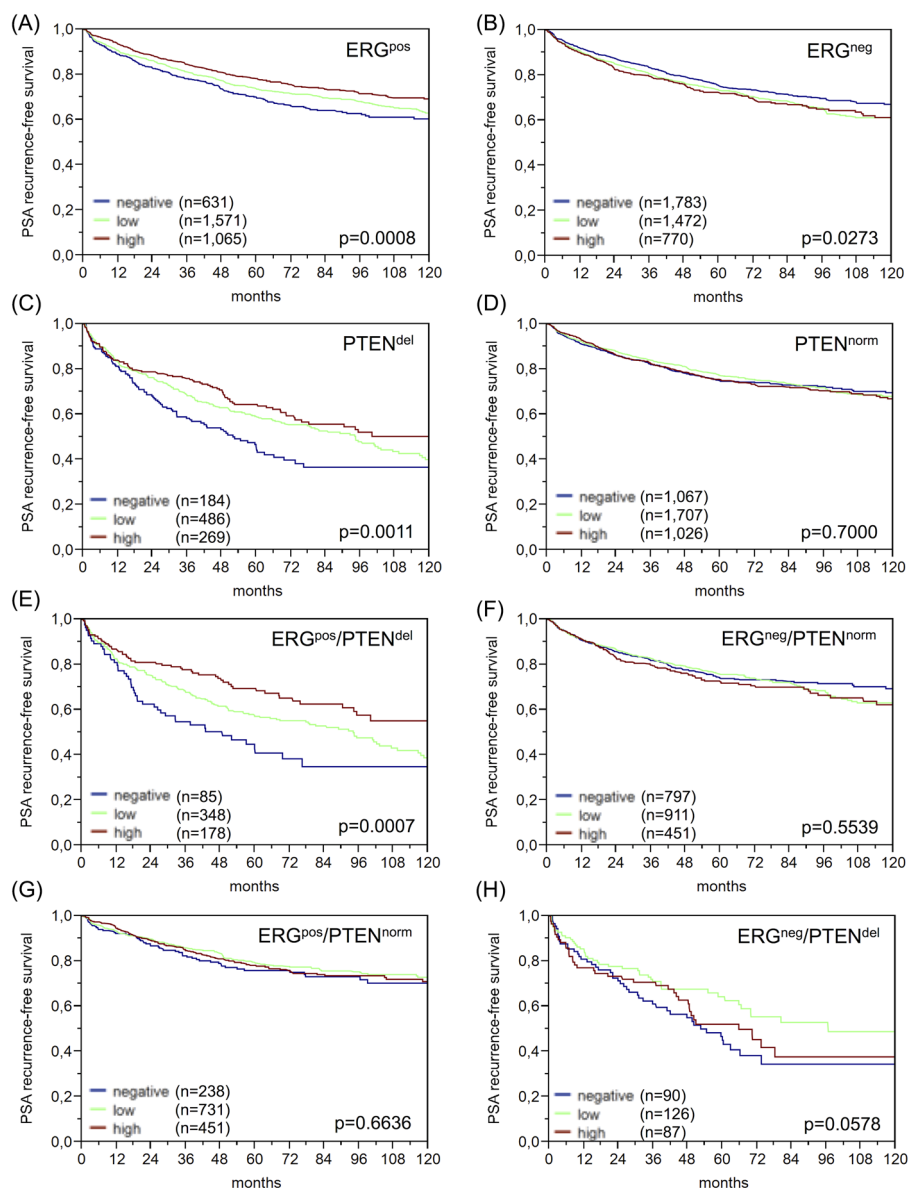 (A)
PSA recurrence-free survival
1,0
0,8
0,6
0,4
0,2
0,0
ERGpos
negative (n=631)
low (n=1,571)
high (n=1,065)
p=0.0008
0 12 24 36 48 60 72 84 96 108 120
months
(B)
PSA recurrence-free survival
1,0
0,8
0,6
0,4
0,2
0,0
ERGneg
negative (n=1,783)
low (n=1,472)
high (n=770)
p=0.0273
0 12 24 36 48 60 72 84 96 108 120
months
(C)
PSA recurrence-free survival
1,0
0,8
0,6
0,4
0,2
0,0
PTENdel
negative (n=184)
low (n=486)
high (n=269)
p=0.0011
0 12 24 36 48 60 72 84 96 108 120
months
(D)
PSA recurrence-free survival
1,0
0,8
0,6
0,4
0,2
0,0
PTENnorm
negative (n=1,067)
low (n=1,707)
high (n=1,026)
p=0.7000
0 12 24 36 48 60 72 84 96 108 120
months
(E)
PSA recurrence-free survival
1,0
0,8
0,6
0,4
0,2
0,0
ERGpos/PTENdel
negative (n=85)
low (n=348)
high (n=178)
p=0.0007
0 12 24 36 48 60 72 84 96 108 120
months
(F)
PSA recurrence-free survival
1,0
0,8
0,6
0,4
0,2
0,0
ERGneg/PTENnorm
negative (n=797)
low (n=911)
high (n=451)
p=0.5539
0 12 24 36 48 60 72 84 96 108 120
months
(G)
PSA recurrence-free survival
1,0
0,8
0,6
0,4
0,2
0,0
ERGpos/PTENnorm
negative (n=238)
low (n=731)
high (n=451)
p=0.6636
0 12 24 36 48 60 72 84 96 108 120
months
(H)
PSA recurrence-free survival
1,0
0,8
0,6
0,4
0,2
0,0
ERGneg/PTENdel
negative (n=90)
low (n=126)
high (n=87)
p=0.0578
0 12 24 36 48 60 72 84 96 108 120
months